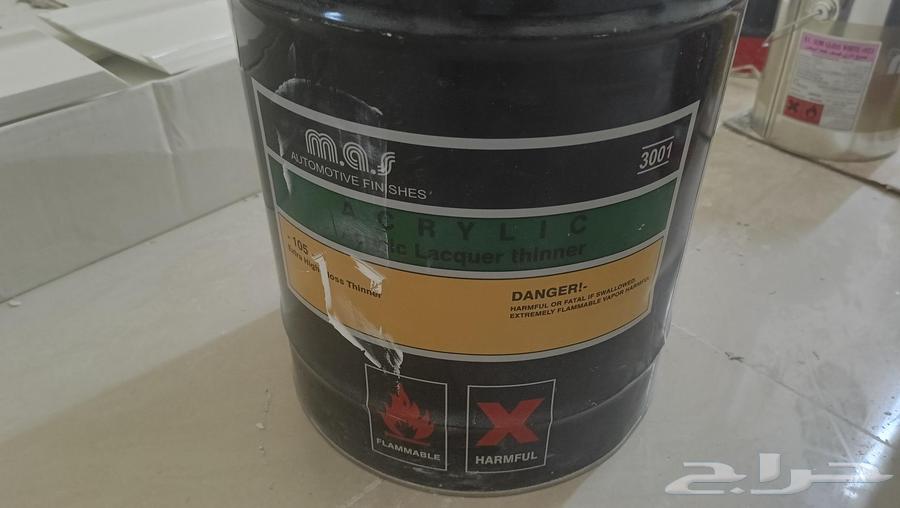 m.a.s
AUTOMOTIVE FINISHES
3001
ACRYLIC
Lacquer thinner
- 105 -
Extra High Gloss Thinner
DANGER!-
HARMFUL OR FATAL IF SWALLOWED.
EXTREMELY FLAMMABLE VAPOR HARMFUL
FLAMMABLE
HARMFUL
حراج